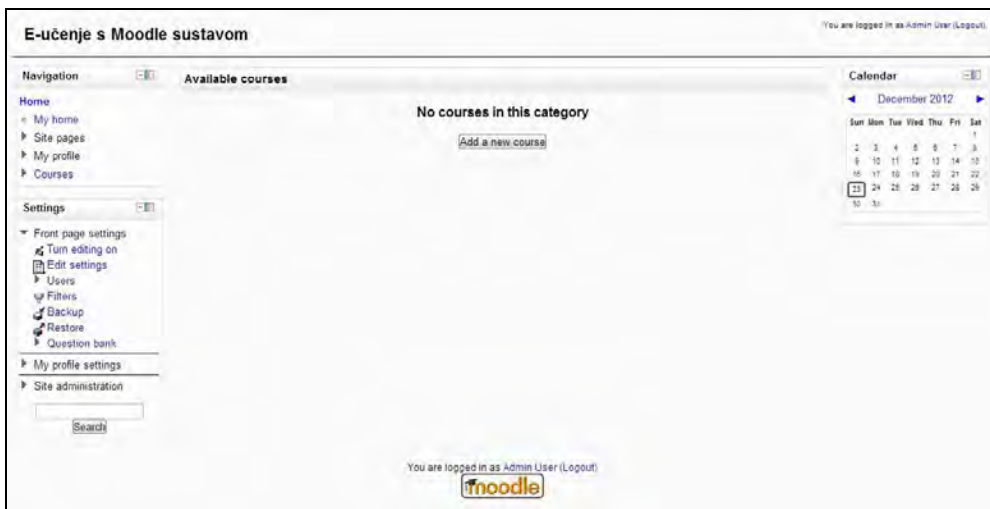 E-učenje s Moodle sustavom
You are logged in as Admin User (Logout)
Navigation
Home
My home
Site pages
My profile
Courses
Settings
Front page settings
Turn editing on
Edit settings
Users
Filters
Backup
Restore
Question bank
My profile settings
Site administration
Search
Available courses
No courses in this category
Add a new course
Calendar
December 2012
Sun Mon Tue Wed Thu Fri Sat
1
2 3 4 5 6 7 8
9 10 11 12 13 14 15
16 17 18 19 20 21 22
23 24 25 26 27 28 29
30 31
You are logged in as Admin User (Logout)
moodle